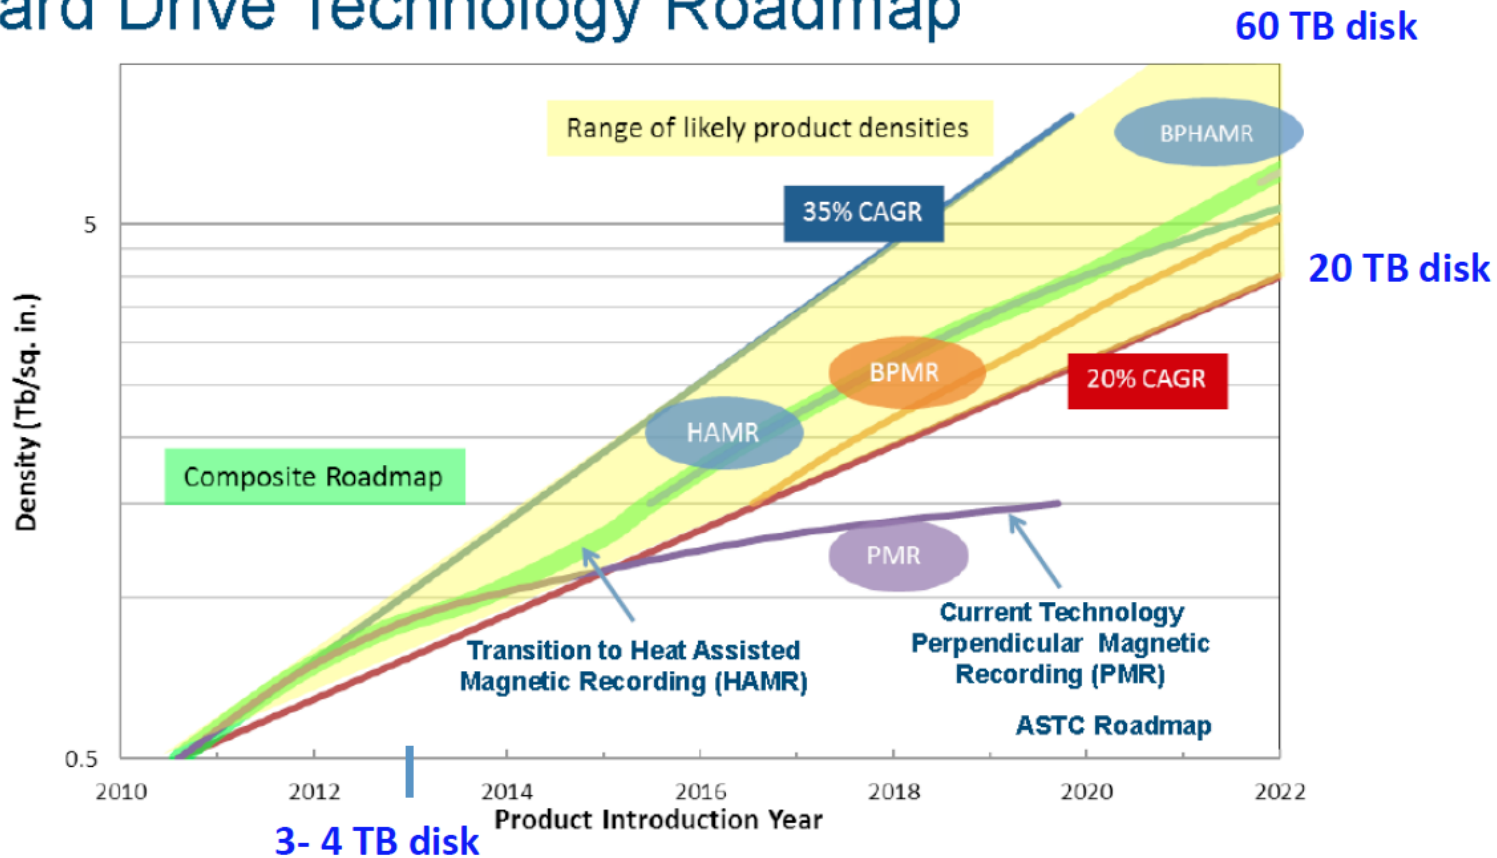 ard Drive Technology Roadmap
60 TB disk
Range of likely product densities
BPHAMR
35% CAGR
5
20 TB disk
BPMR
20% CAGR
HAMR
Composite Roadmap
Density (Tb/sq. in.)
PMR
Transition to Heat Assisted
Magnetic Recording (HAMR)
Current Technology
Perpendicular Magnetic
Recording (PMR)
ASTC Roadmap
0.5
2010 2012 2014 2016 2018 2020 2022
Product Introduction Year
3- 4 TB disk